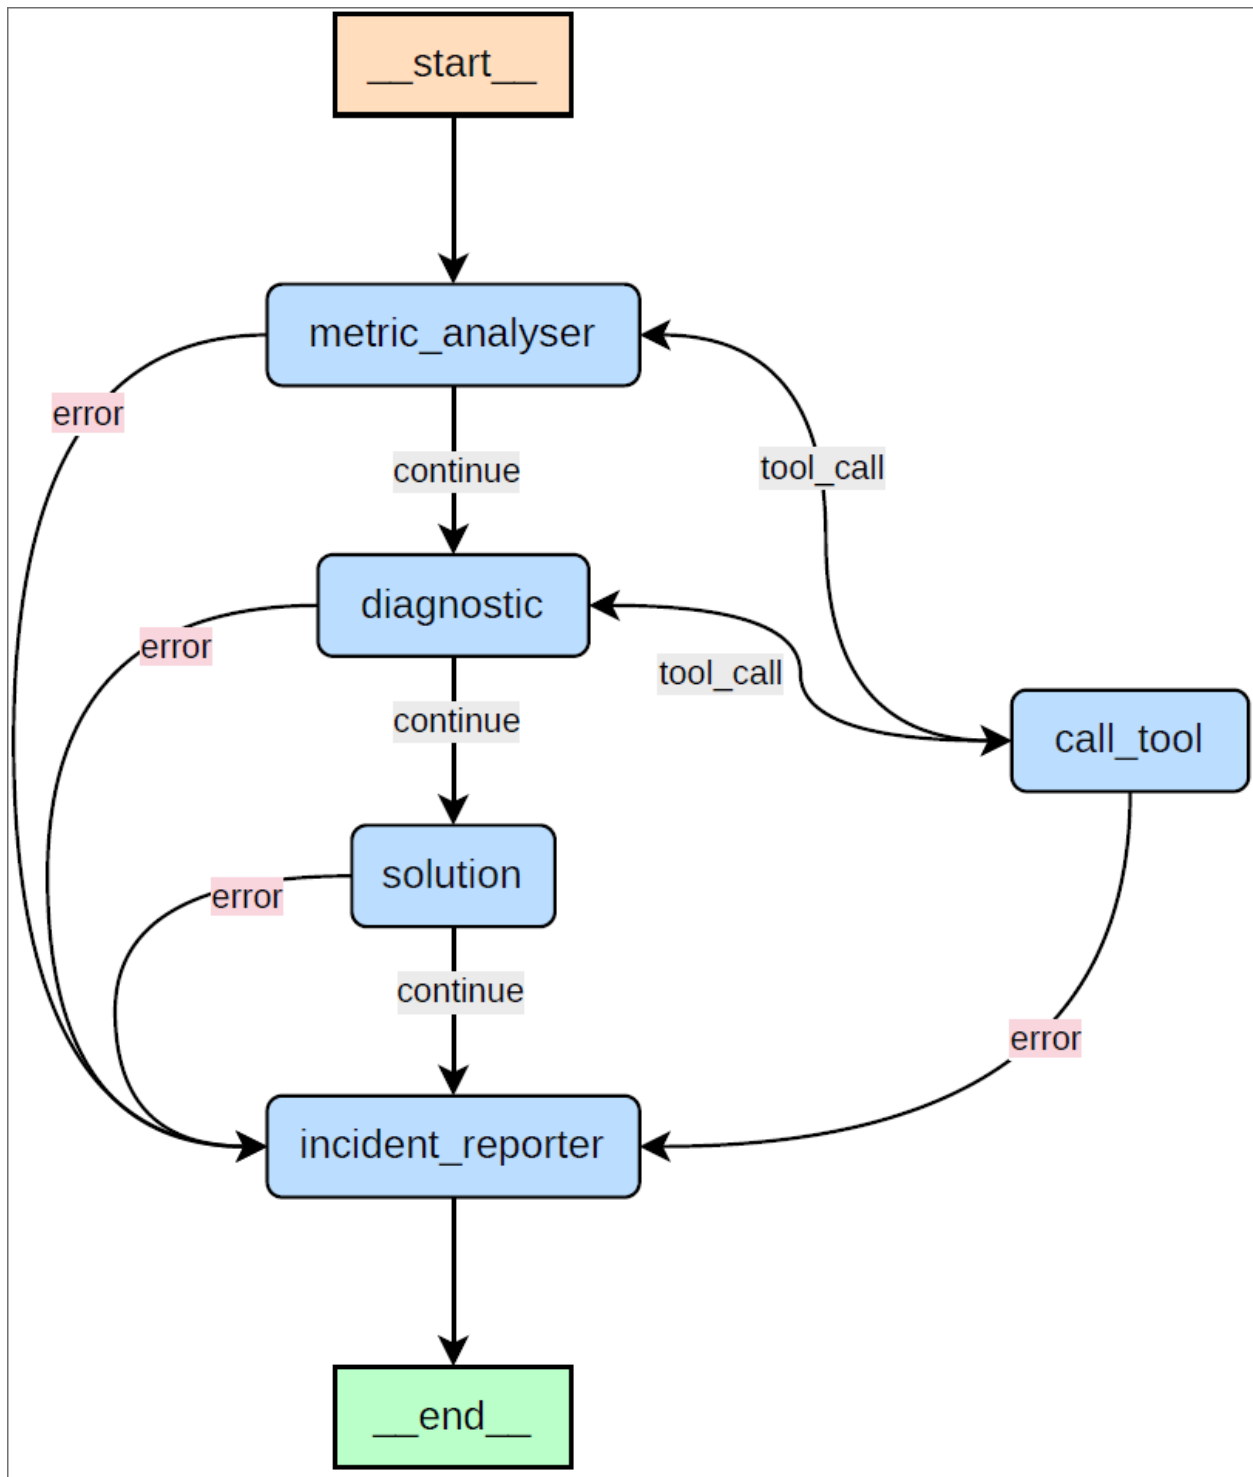 __start__
metric_analyser
error
continue
tool_call
diagnostic
error
tool_call
continue
call_tool
solution
error
continue
error
incident_reporter
__end__